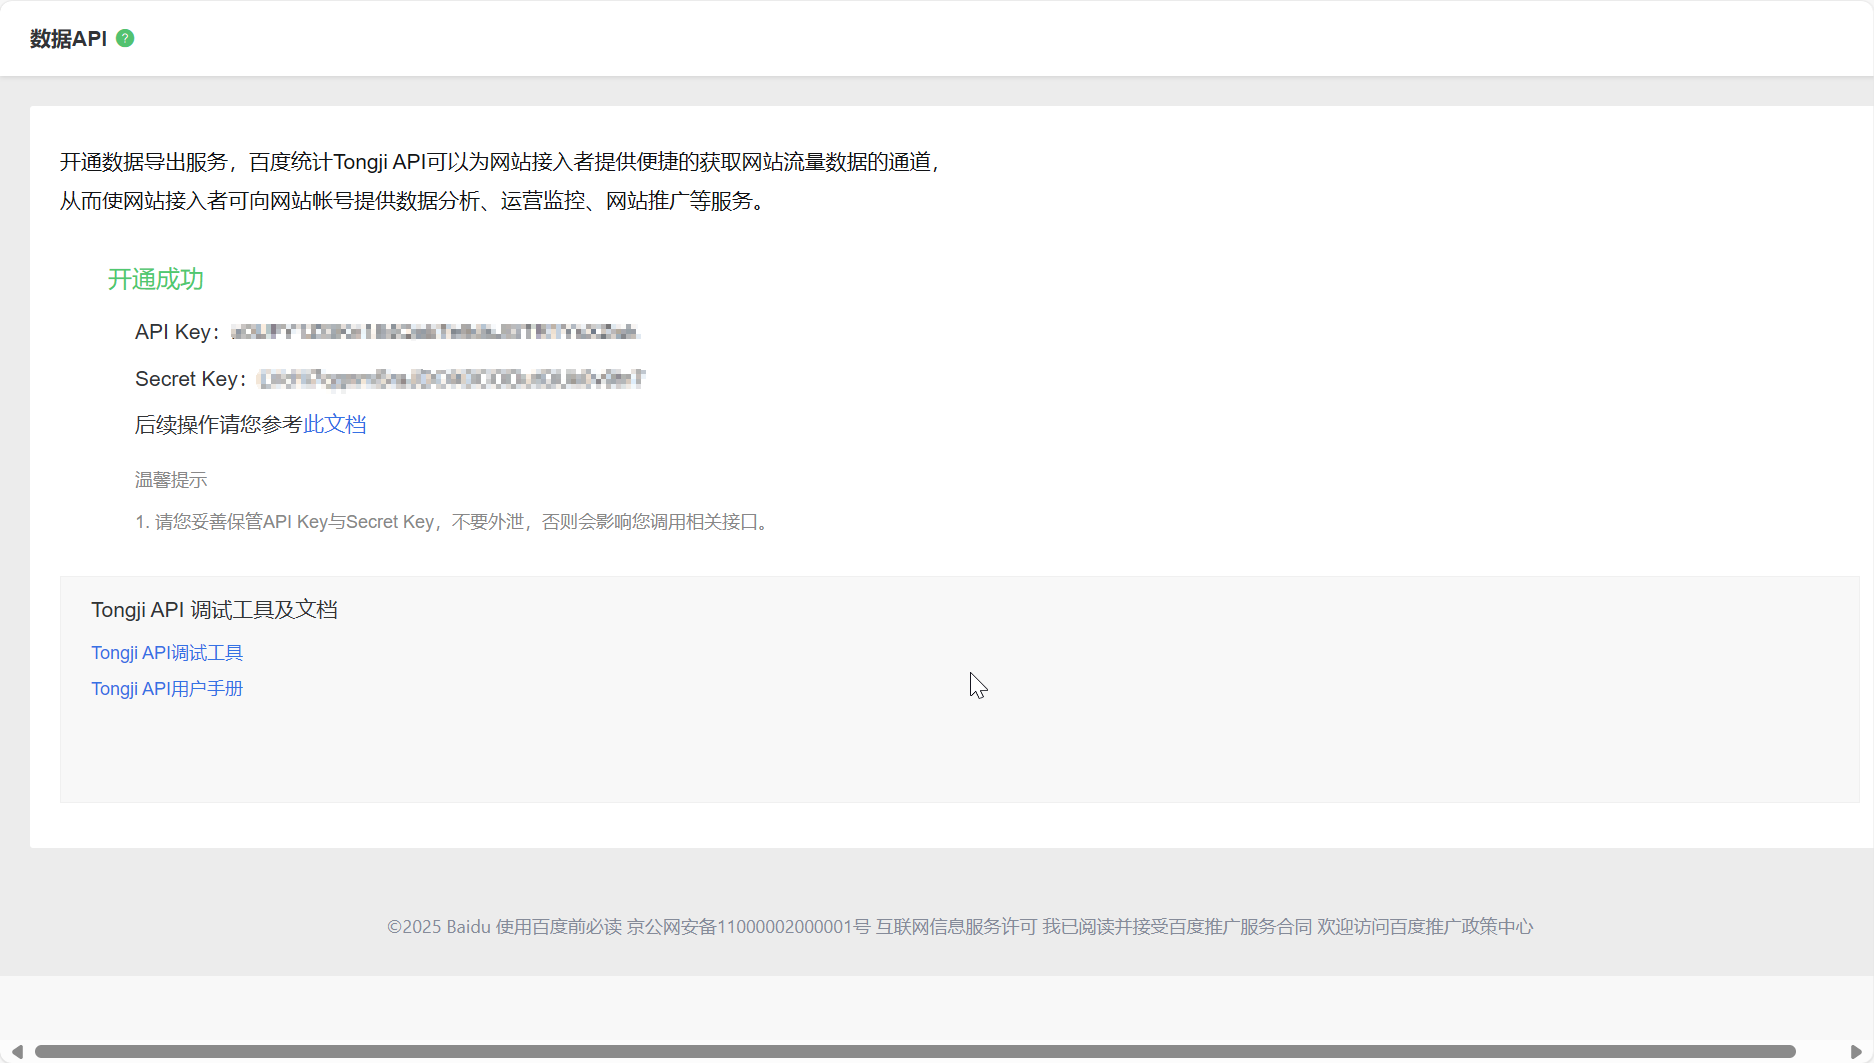 数据API ?
开通数据导出服务，百度统计Tongji API可以为网站接入者提供便捷的获取网站流量数据的通道，
从而使网站接入者可向网站帐号提供数据分析、运营监控、网站推广等服务。
开通成功
API Key：
Secret Key：
后续操作请您参考此文档
温馨提示
1. 请您妥善保管API Key与Secret Key，不要外泄，否则会影响您调用相关接口。
Tongji API 调试工具及文档
Tongji API调试工具
Tongji API用户手册
©2025 Baidu 使用百度前必读 京公网安备11000002000001号 互联网信息服务许可 我已阅读并接受百度推广服务合同 欢迎访问百度推广政策中心